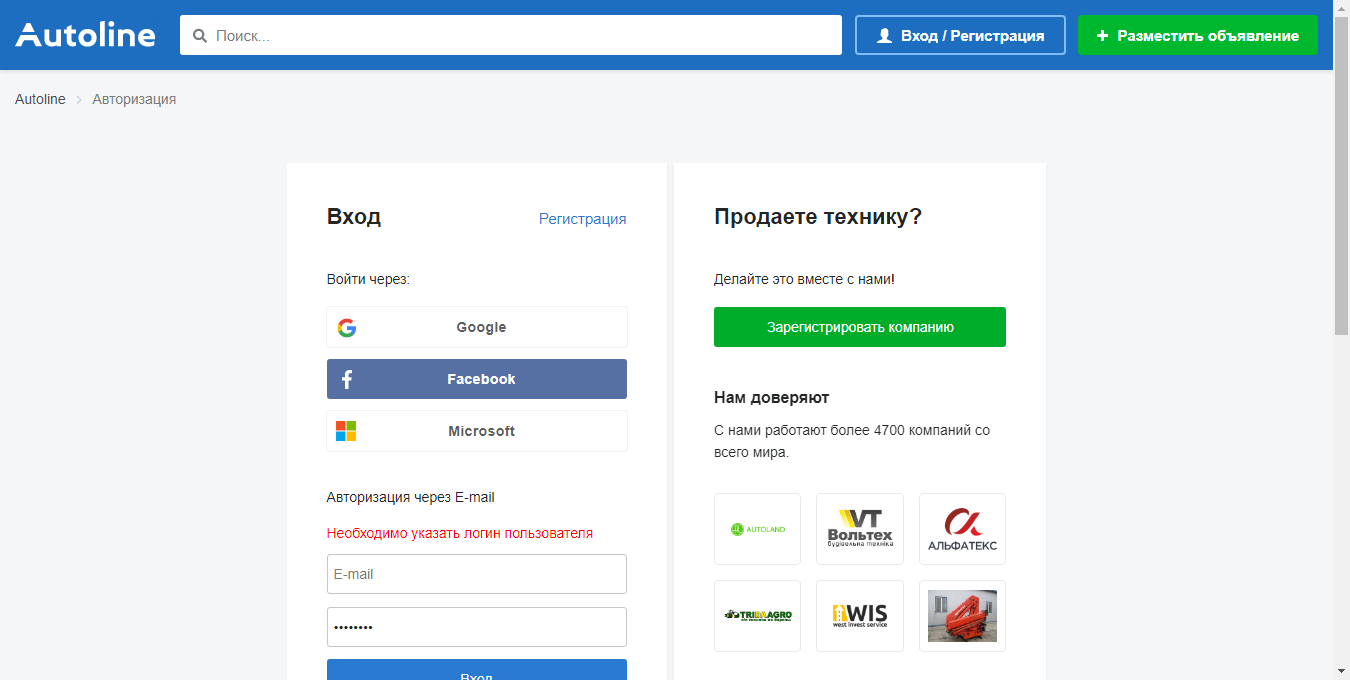 Autoline
Поиск...
Вход / Регистрация
Разместить объявление
Autoline
Авторизация
Вход
Регистрация
Войти через:
Google
Facebook
Microsoft
Авторизация через E-mail
Необходимо указать логин пользователя
E-mail
••••••••
Вход
Продаете технику?
Делайте это вместе с нами!
Зарегистрировать компанию
Нам доверяют
С нами работают более 4700 компаний со
всего мира.
AUTOLAND
VT
Вольтех
будівельна техніка
АЛЬФАТЕКС
WIS
west invest service